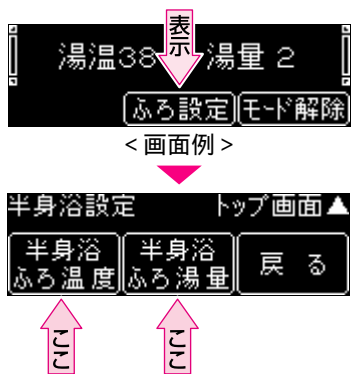 表示
湯温38 湯量 2
ふろ設定 モード解除
<画面例>
半身浴設定 トップ画面▲
半身浴 半身浴
ふろ温度 ふろ湯量 戻る
ここ ここ